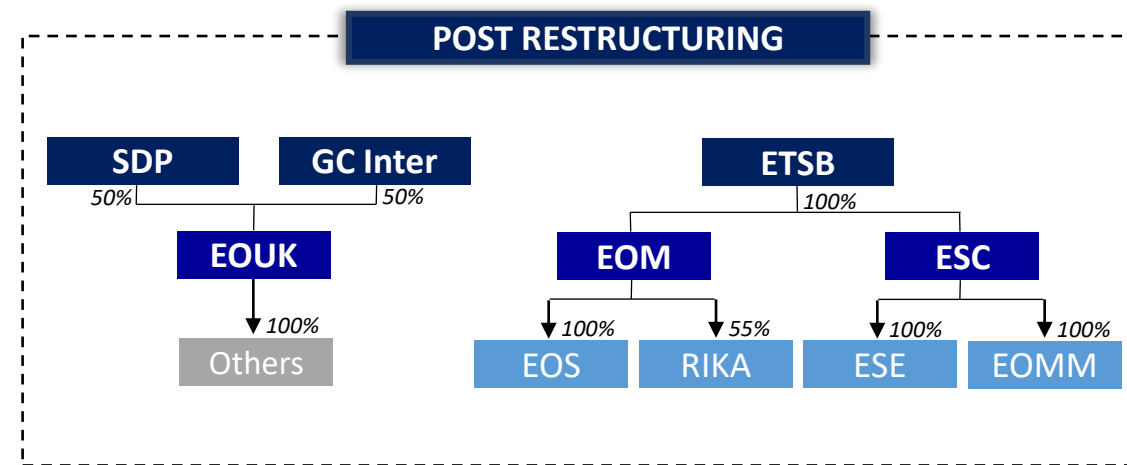 POST RESTRUCTURING
SDP GC Inter ETSB
50% 50% 100%
EOUK EOM ESC
100% 100% 55% 100% 100%
Others EOS RIKA ESE EOMM